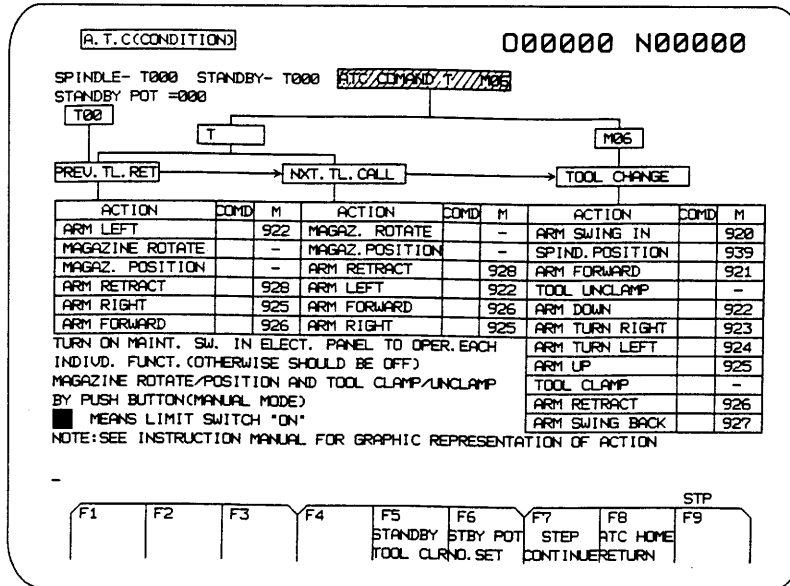 A.T.C(CONDITION) O00000 N00000
SPINDLE- T000 STANDBY- T000 ATC/COMAND/T//M06
STANDBY POT =000
T00
T M06
PREV.TL.RET NXT.TL.CALL TOOL CHANGE
ACTION COMD M ACTION COMD M ACTION COMD M
ARM LEFT 922 MAGAZ. ROTATE - ARM SWING IN 920
MAGAZINE ROTATE - MAGAZ.POSITION - SPIND.POSITION 939
MAGAZ. POSITION - ARM RETRACT 928 ARM FORWARD 921
ARM RETRACT 928 ARM LEFT 922 TOOL UNCLAMP -
ARM RIGHT 925 ARM FORWARD 926 ARM DOWN 922
ARM FORWARD 926 ARM RIGHT 925 ARM TURN RIGHT 923
TURN ON MAINT. SW. IN ELECT. PANEL TO OPER.EACH ARM TURN LEFT 924
INDIVD. FUNCT.(OTHERWISE SHOULD BE OFF) ARM UP 925
MAGAZINE ROTATE/POSITION AND TOOL CLAMP/UNCLAMP TOOL CLAMP -
BY PUSH BUTTON(MANUAL MODE) ARM RETRACT 926
MEANS LIMIT SWITCH "ON" ARM SWING BACK 927
NOTE:SEE INSTRUCTION MANUAL FOR GRAPHIC REPRESENTATION OF ACTION
-
STP
F1 F2 F3 F4 F5 F6 F7 F8 F9
STANDBY STBY POT STEP ATC HOME
TOOL CLR NO.SET CONTINUE RETURN